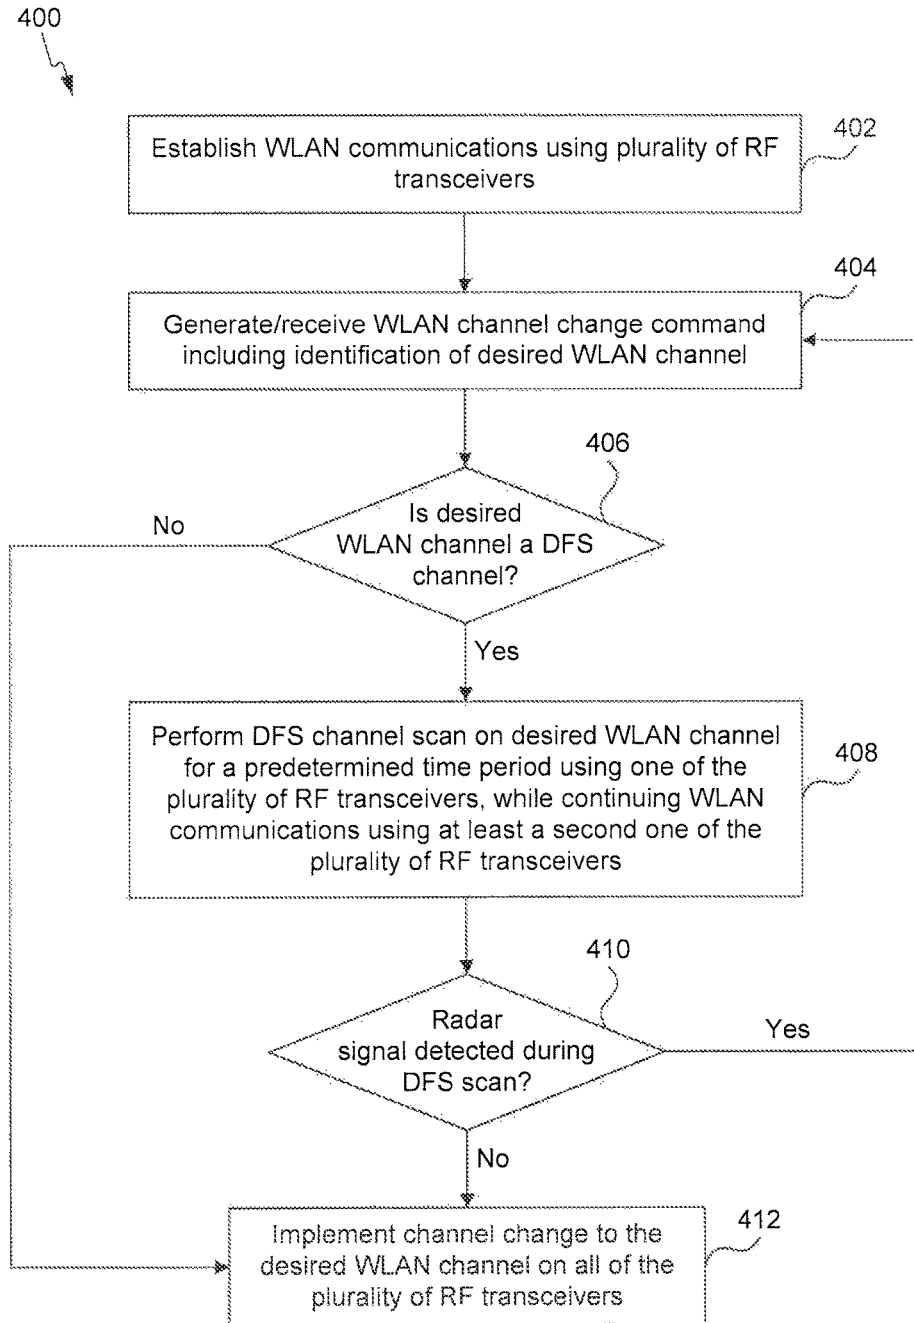 400
Establish WLAN communications using plurality of RF
transceivers
402
404
Generate/receive WLAN channel change command
including identification of desired WLAN channel
406
Is desired
WLAN channel a DFS
channel?
No
Yes
Perform DFS channel scan on desired WLAN channel
for a predetermined time period using one of the
plurality of RF transceivers, while continuing WLAN
communications using at least a second one of the
plurality of RF transceivers
408
410
Radar
signal detected during
DFS scan?
Yes
No
Implement channel change to the
desired WLAN channel on all of the
plurality of RF transceivers
412